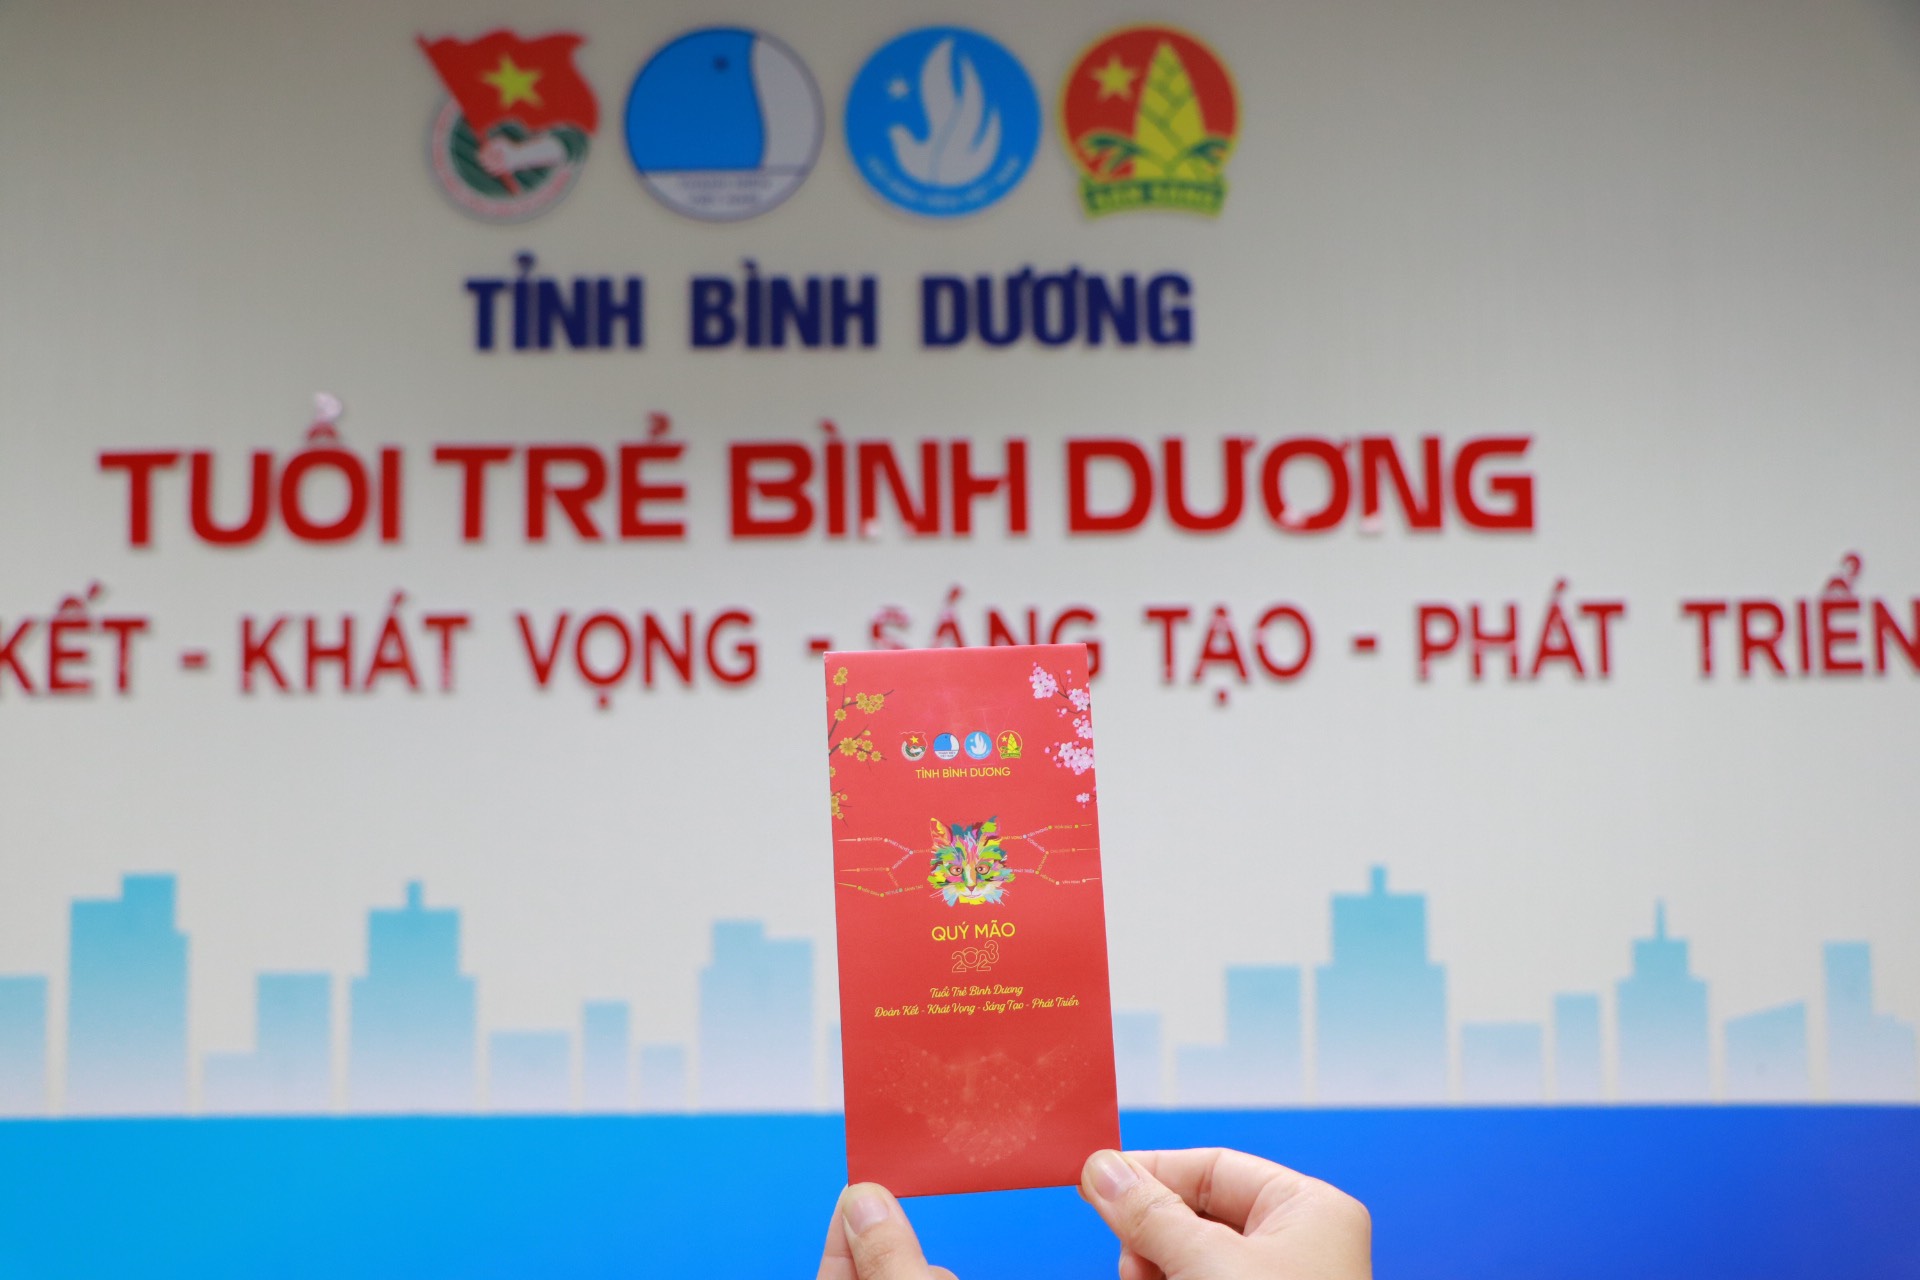 TỈNH BÌNH DƯƠNG
TUỔI TRẺ BÌNH DƯƠNG
KẾT - KHÁT VỌNG - SÁNG TẠO - PHÁT TRIỂN
TỈNH BÌNH DƯƠNG
QUÝ MÃO
2023
Tuổi Trẻ Bình Dương
Đoàn Kết - Khát Vọng - Sáng Tạo - Phát Triển